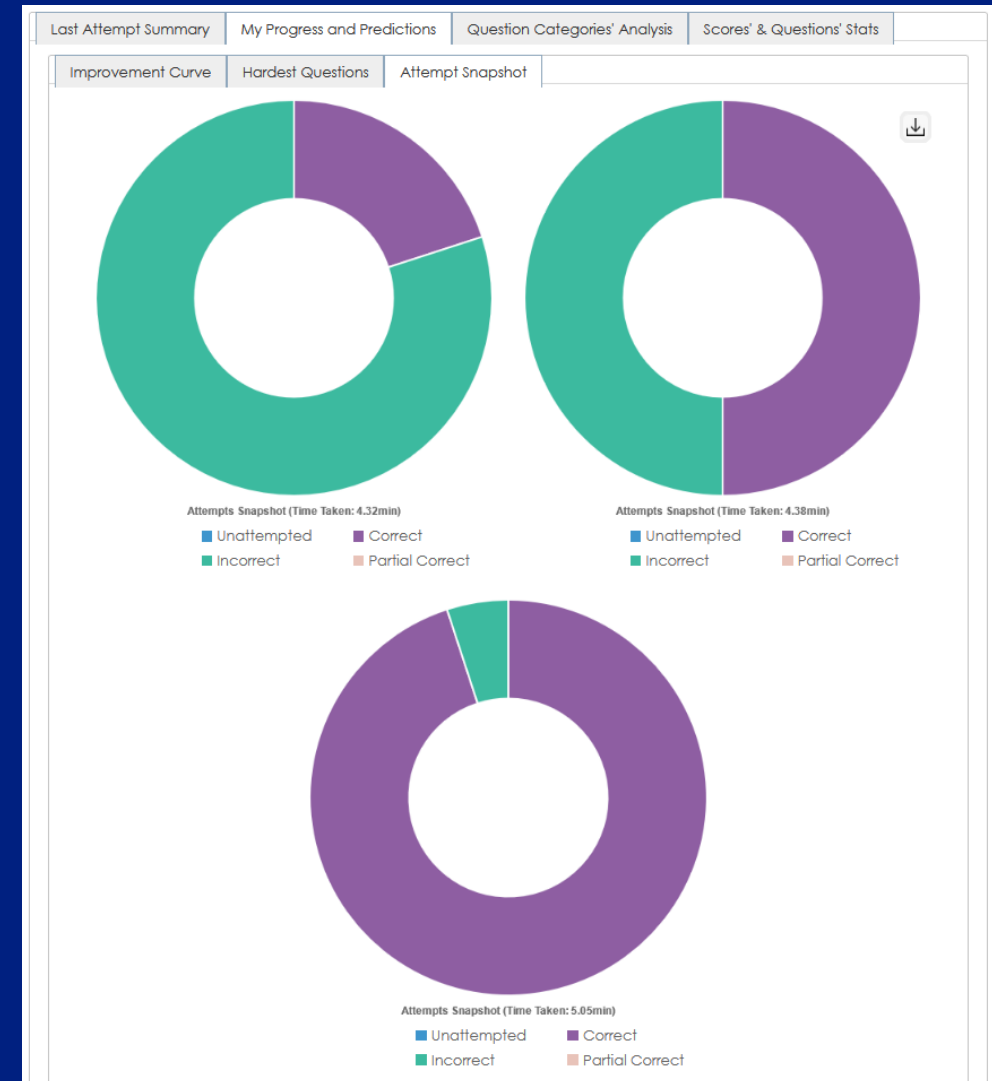 Last Attempt Summary My Progress and Predictions Question Categories' Analysis Scores' & Questions' Stats
Improvement Curve Hardest Questions Attempt Snapshot
Attempts Snapshot (Time Taken: 4.32min)
Unattempted Correct
Incorrect Partial Correct
Attempts Snapshot (Time Taken: 4.38min)
Unattempted Correct
Incorrect Partial Correct
Attempts Snapshot (Time Taken: 5.05min)
Unattempted Correct
Incorrect Partial Correct